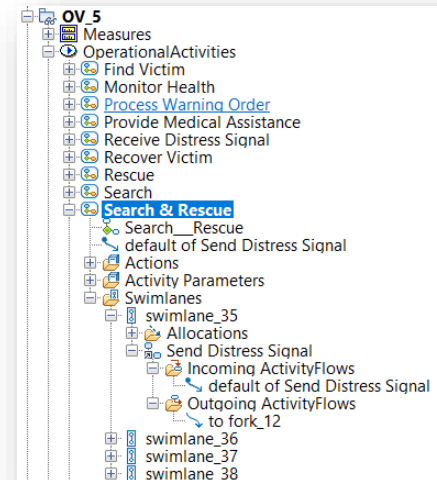 OV_5
Measures
OperationalActivities
Find Victim
Monitor Health
Process Warning Order
Provide Medical Assistance
Receive Distress Signal
Recover Victim
Rescue
Search
Search & Rescue
Search___Rescue
default of Send Distress Signal
Actions
Activity Parameters
Swimlanes
swimlane_35
Allocations
Send Distress Signal
Incoming ActivityFlows
default of Send Distress Signal
Outgoing ActivityFlows
to fork_12
swimlane_36
swimlane_37
swimlane_38